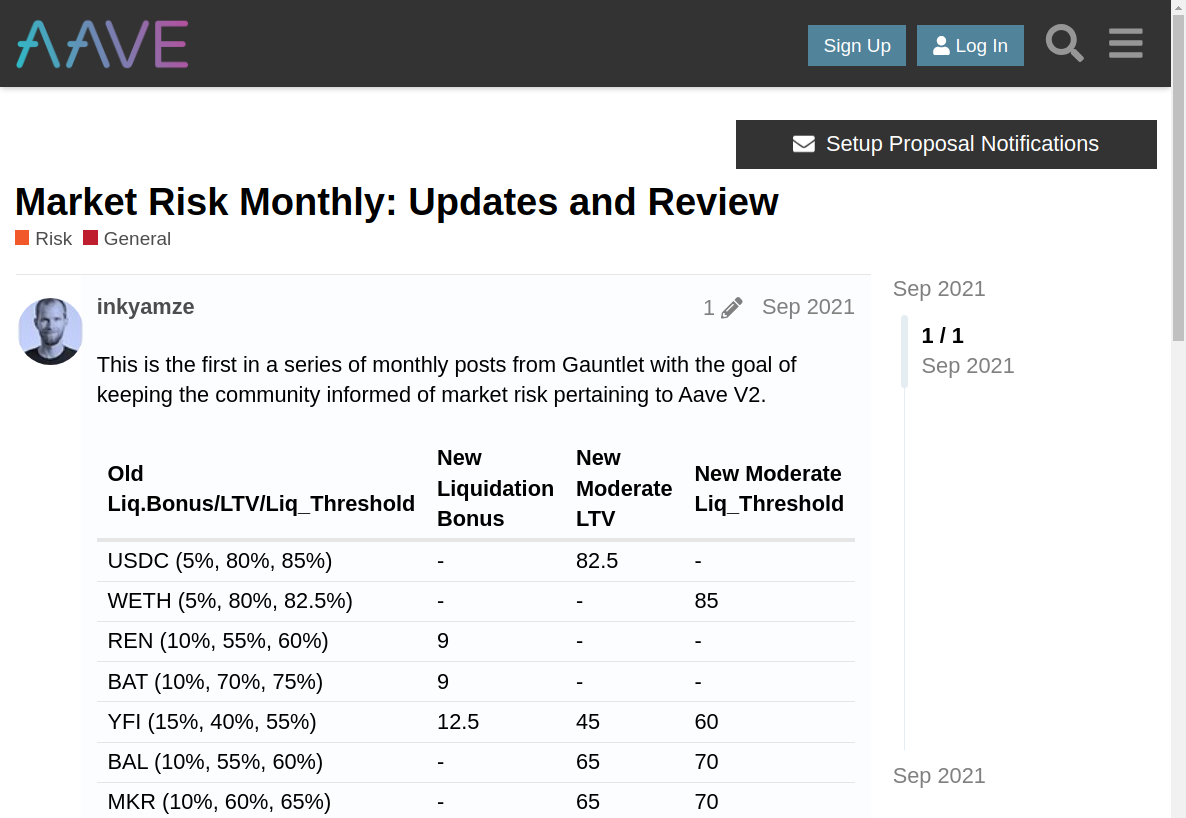 AAVE
Sign Up
Log In
Setup Proposal Notifications
Market Risk Monthly: Updates and Review
Risk General
inkyamze 1 Sep 2021
This is the first in a series of monthly posts from Gauntlet with the goal of
keeping the community informed of market risk pertaining to Aave V2.
Old
Liq.Bonus/LTV/Liq_Threshold
New
Liquidation
Bonus
New
Moderate
LTV
New Moderate
Liq_Threshold
USDC (5%, 80%, 85%) - 82.5 -
WETH (5%, 80%, 82.5%) - - 85
REN (10%, 55%, 60%) 9 - -
BAT (10%, 70%, 75%) 9 - -
YFI (15%, 40%, 55%) 12.5 45 60
BAL (10%, 55%, 60%) - 65 70
MKR (10%, 60%, 65%) - 65 70
Sep 2021
1 / 1
Sep 2021
Sep 2021